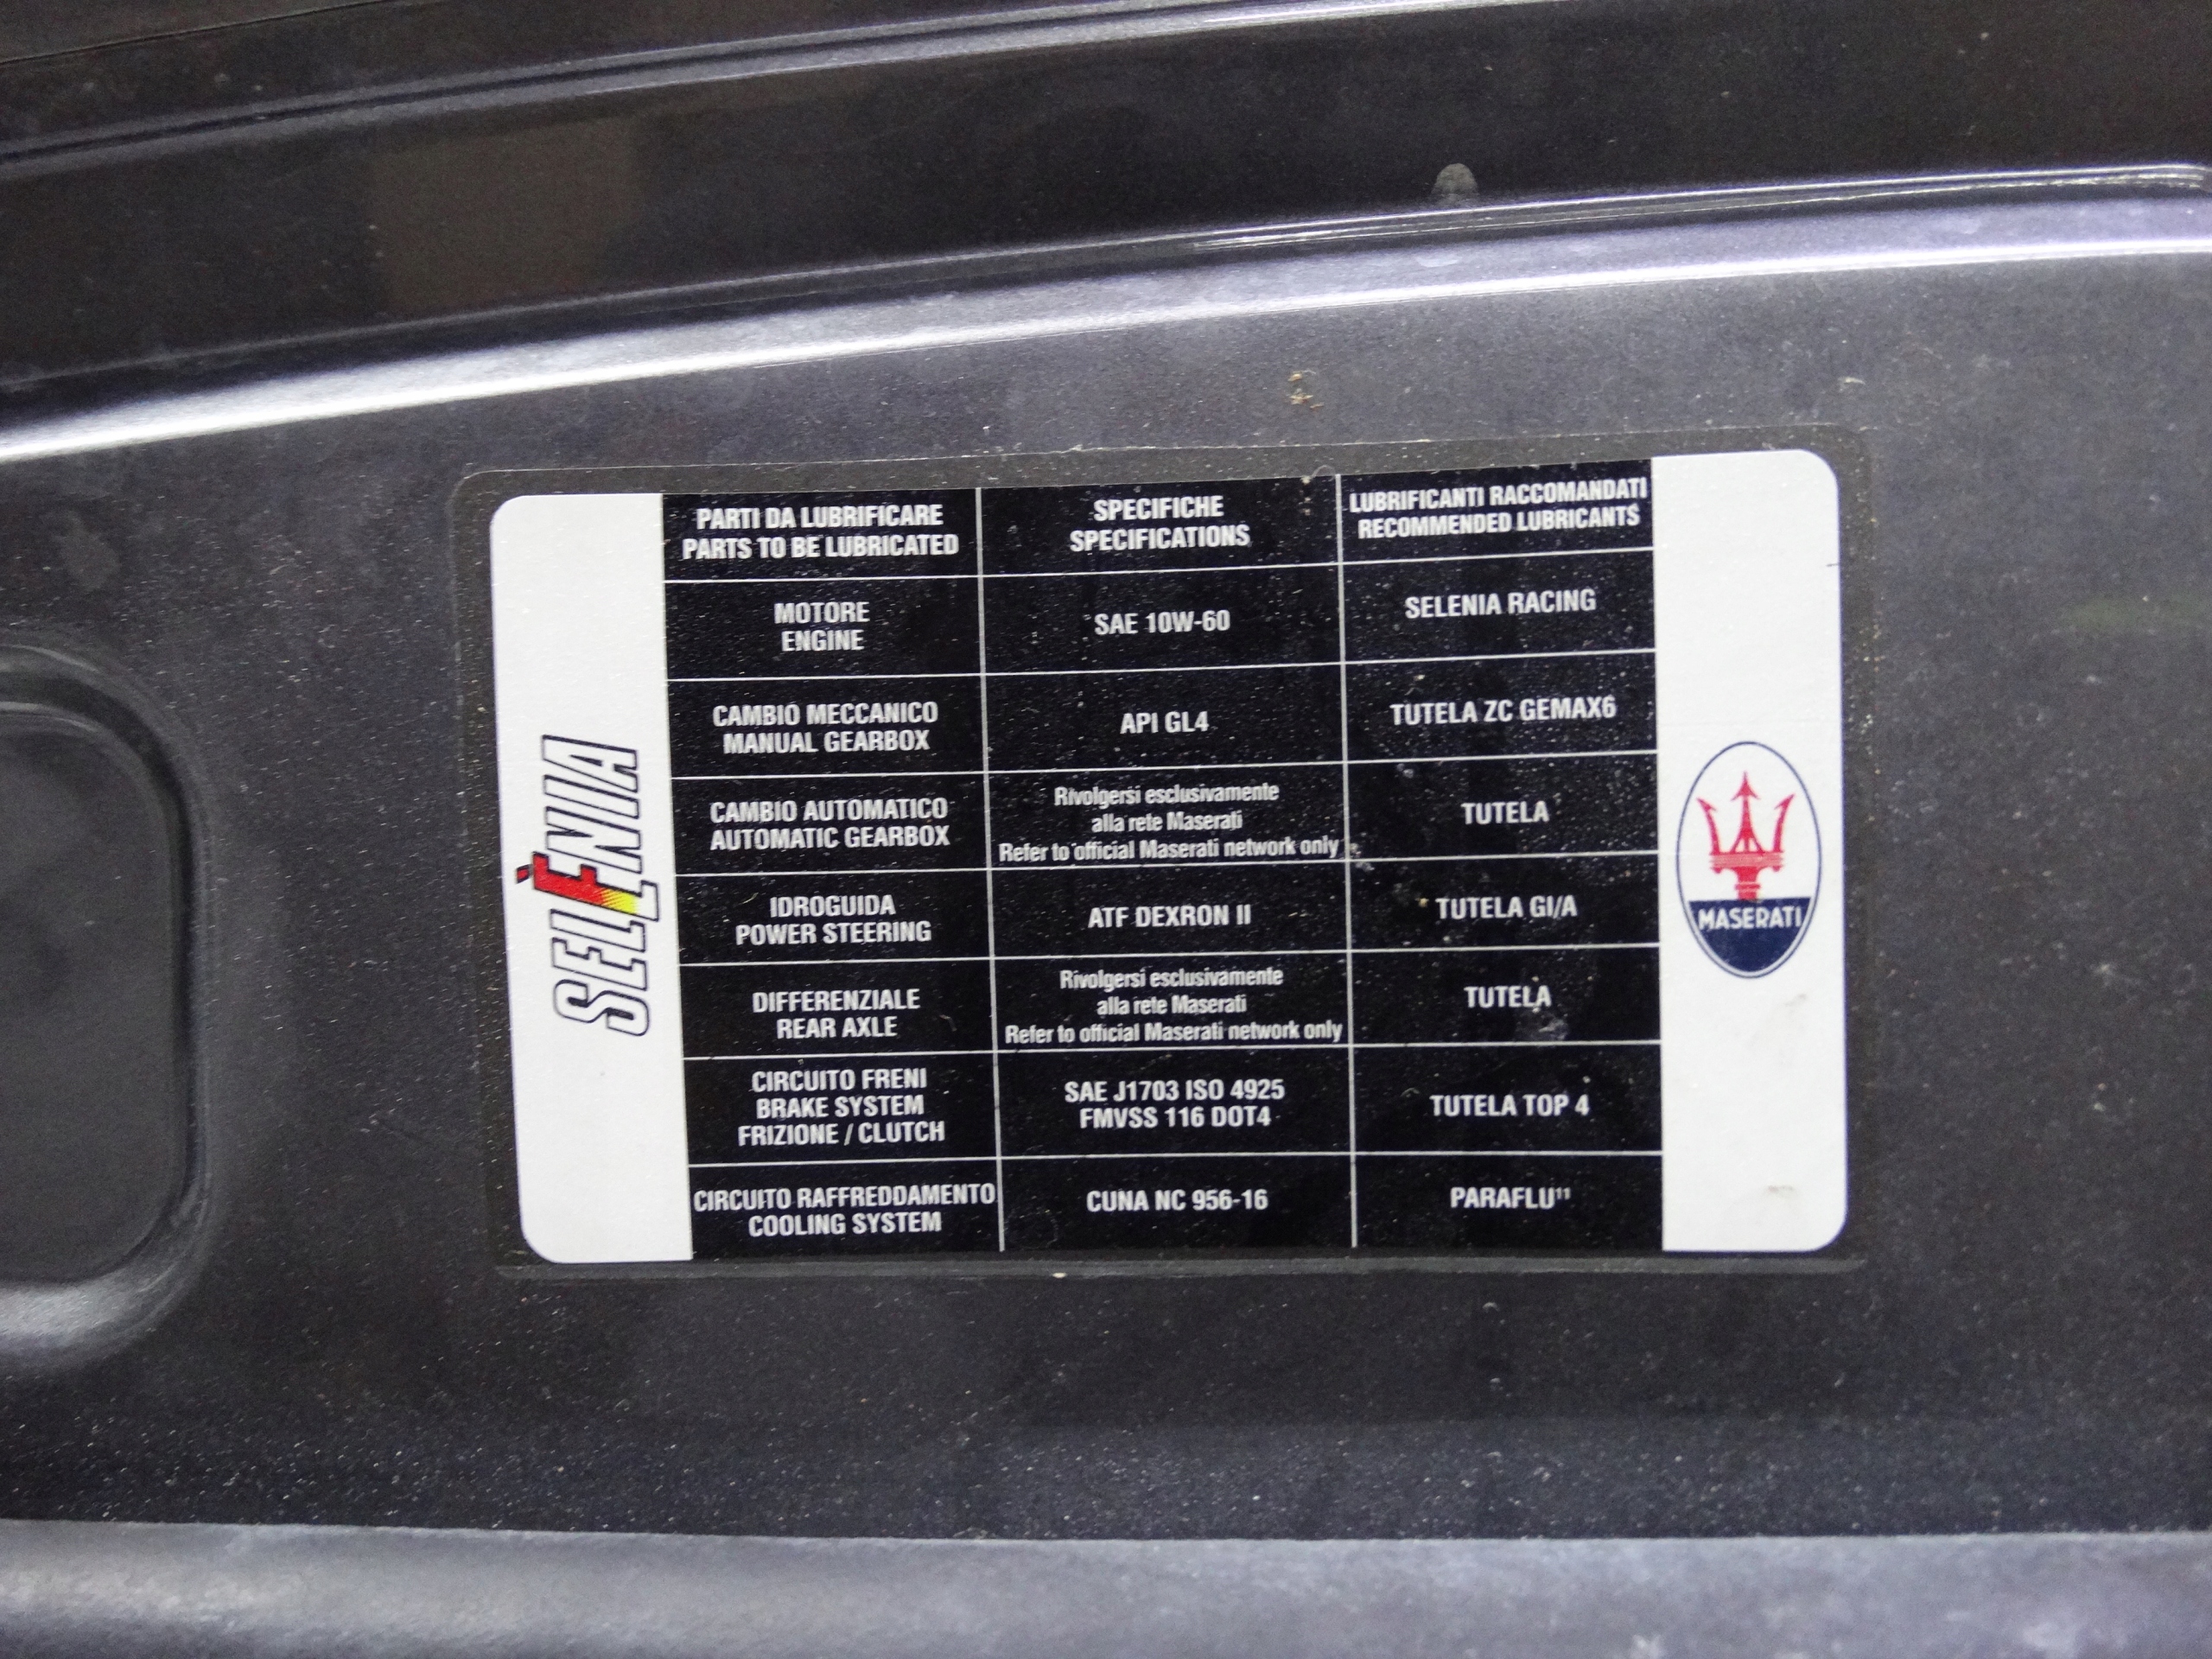 SELENIA
PARTI DA LUBRIFICARE
PARTS TO BE LUBRICATED
SPECIFICHE
SPECIFICATIONS
LUBRIFICANTI RACCOMANDATI
RECOMMENDED LUBRICANTS
MOTORE
ENGINE
SAE 10W-60
SELENIA RACING
CAMBIO MECCANICO
MANUAL GEARBOX
API GL4
TUTELA ZC GEMAX6
CAMBIO AUTOMATICO
AUTOMATIC GEARBOX
Rivolgersi esclusivamente
alla rete Maserati
Refer to official Maserati network only
TUTELA
IDROGUIDA
POWER STEERING
ATF DEXRON II
TUTELA GI/A
DIFFERENZIALE
REAR AXLE
Rivolgersi esclusivamente
alla rete Maserati
Refer to official Maserati network only
TUTELA
CIRCUITO FRENI
BRAKE SYSTEM
FRIZIONE / CLUTCH
SAE J1703 ISO 4925
FMVSS 116 DOT4
TUTELA TOP 4
CIRCUITO RAFFREDDAMENTO
COOLING SYSTEM
CUNA NC 956-16
PARAFLU¹¹
MASERATI